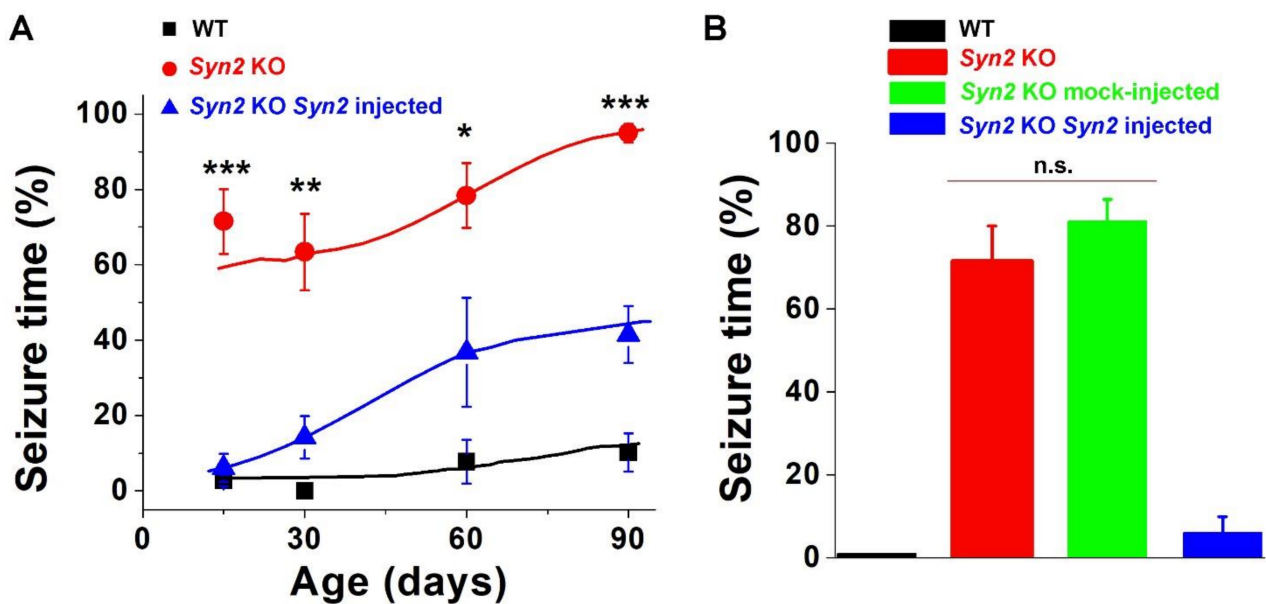 A
WT
Syn2 KO
Syn2 KO Syn2 injected
***
**
*
***
100
80
60
40
20
0
Seizure time (%)
0 30 60 90
Age (days)
B
WT
Syn2 KO
Syn2 KO mock-injected
Syn2 KO Syn2 injected
n.s.
100
80
60
40
20
0
Seizure time (%)